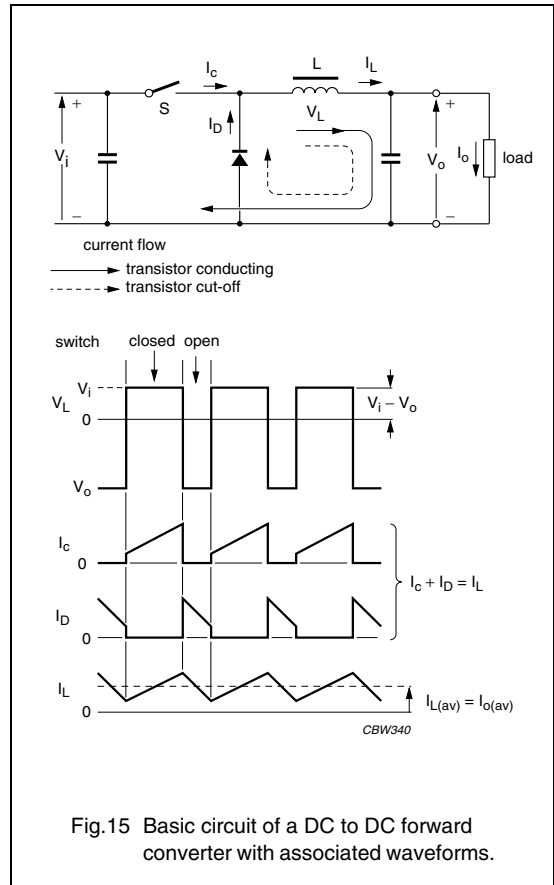 I_c
L
I_L
+
S
I_D
V_L
+
V_i
V_o
I_o
load
−
−
current flow
transistor conducting
transistor cut-off
switch
closed
open
V_i
V_L
0
V_i − V_o
V_o
I_c
0
I_c + I_D = I_L
I_D
0
I_L
I_L(av) = I_o(av)
0
CBW340
Fig.15 Basic circuit of a DC to DC forward
converter with associated waveforms.